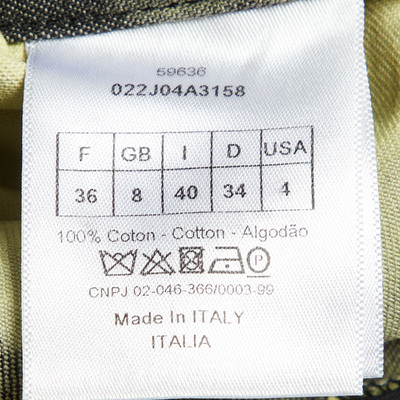 59636
022J04A3158
F GB I D USA
36 8 40 34 4
100% Coton - Cotton - Algodão
P
CNPJ 02-046-366/0003-99
Made In ITALY
ITALIA